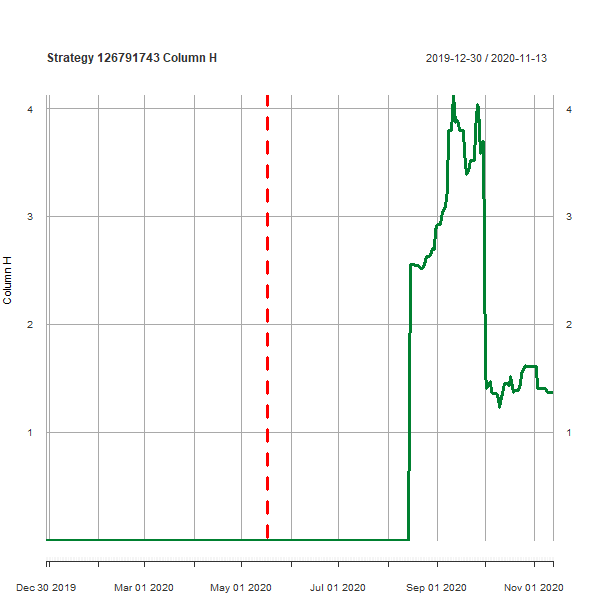 Strategy 126791743 Column H
2019-12-30 / 2020-11-13
4
4
3
3
2
2
1
1
Column H
Dec 30 2019
Mar 01 2020
May 01 2020
Jul 01 2020
Sep 01 2020
Nov 01 2020